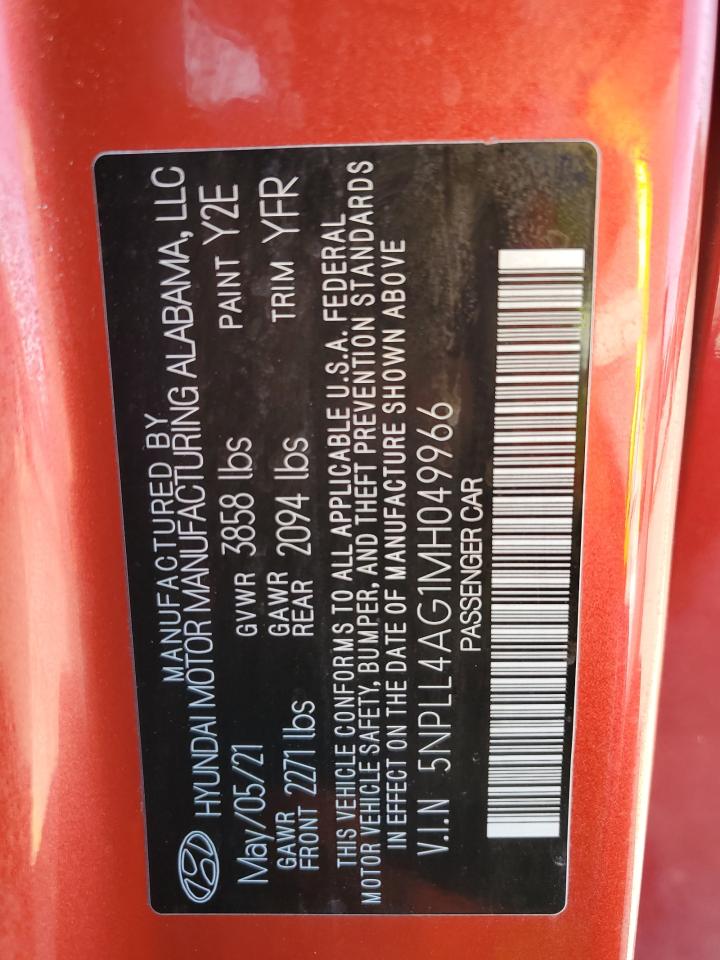 MANUFACTURED BY
HYUNDAI MOTOR MANUFACTURING ALABAMA, LLC
May/05/21 GVWR 3858 lbs PAINT Y2E
GAWR FRONT 2271 lbs GAWR REAR 2094 lbs TRIM YFR
THIS VEHICLE CONFORMS TO ALL APPLICABLE U.S.A. FEDERAL
MOTOR VEHICLE SAFETY, BUMPER, AND THEFT PREVENTION STANDARDS
IN EFFECT ON THE DATE OF MANUFACTURE SHOWN ABOVE
V.I.N 5NPLL4AG1MH049966
PASSENGER CAR